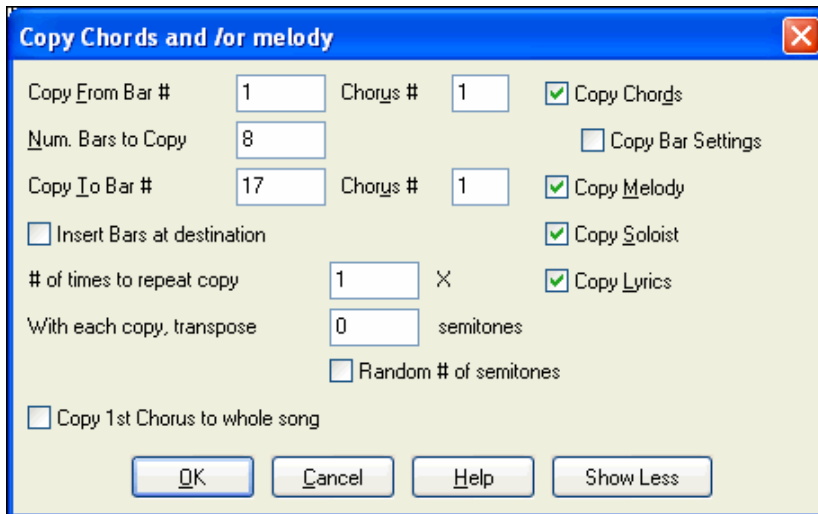 Copy Chords and /or melody
Copy From Bar # 1 Chorus # 1 Copy Chords
Num. Bars to Copy 8 Copy Bar Settings
Copy To Bar # 17 Chorus # 1 Copy Melody
Insert Bars at destination Copy Soloist
# of times to repeat copy 1 X Copy Lyrics
With each copy, transpose 0 semitones
Random # of semitones
Copy 1st Chorus to whole song
OK Cancel Help Show Less